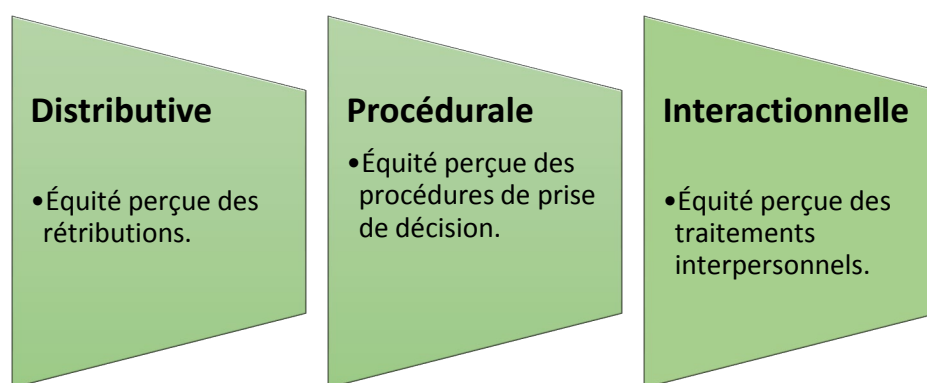 Distributive
•Équité perçue des
rétributions.
Procédurale
•Équité perçue des
procédures de prise
de décision.
Interactionnelle
•Équité perçue des
traitements
interpersonnels.